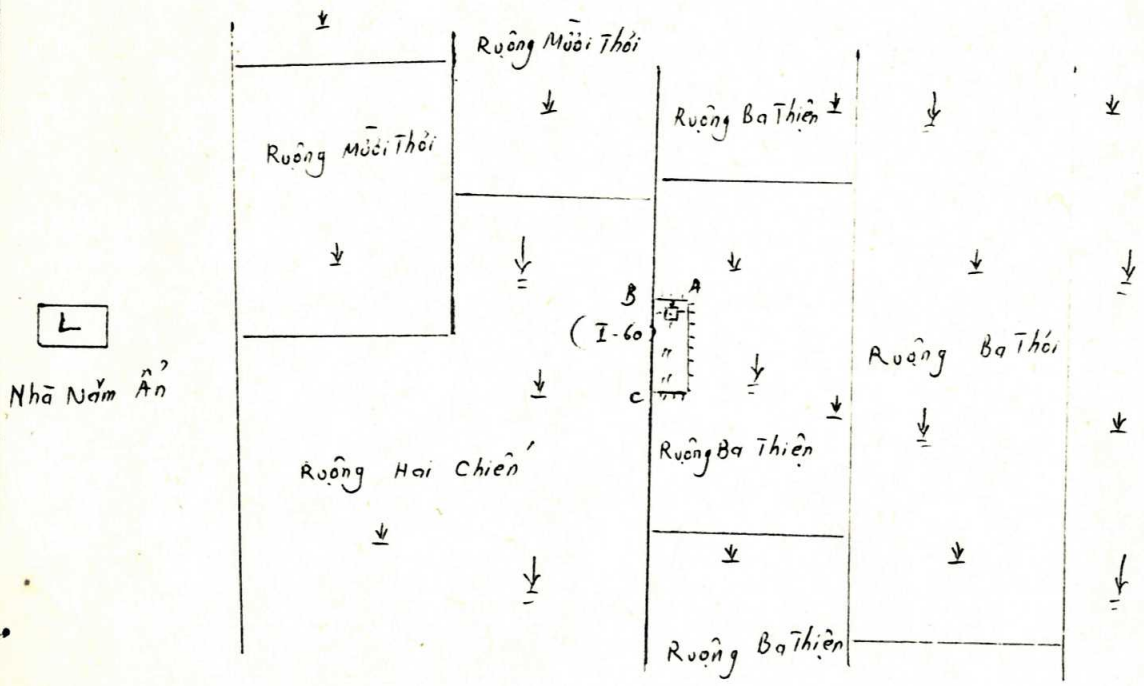 Ruộng Mười Thới
Ruộng Ba Thiện
Ruộng Mười Thới
B A
(I-60)
L
Ruộng Ba Thới
Nhà Năm Ẩn
C
Ruộng Ba Thiện
Ruộng Hai Chiến
Ruộng Ba Thiện